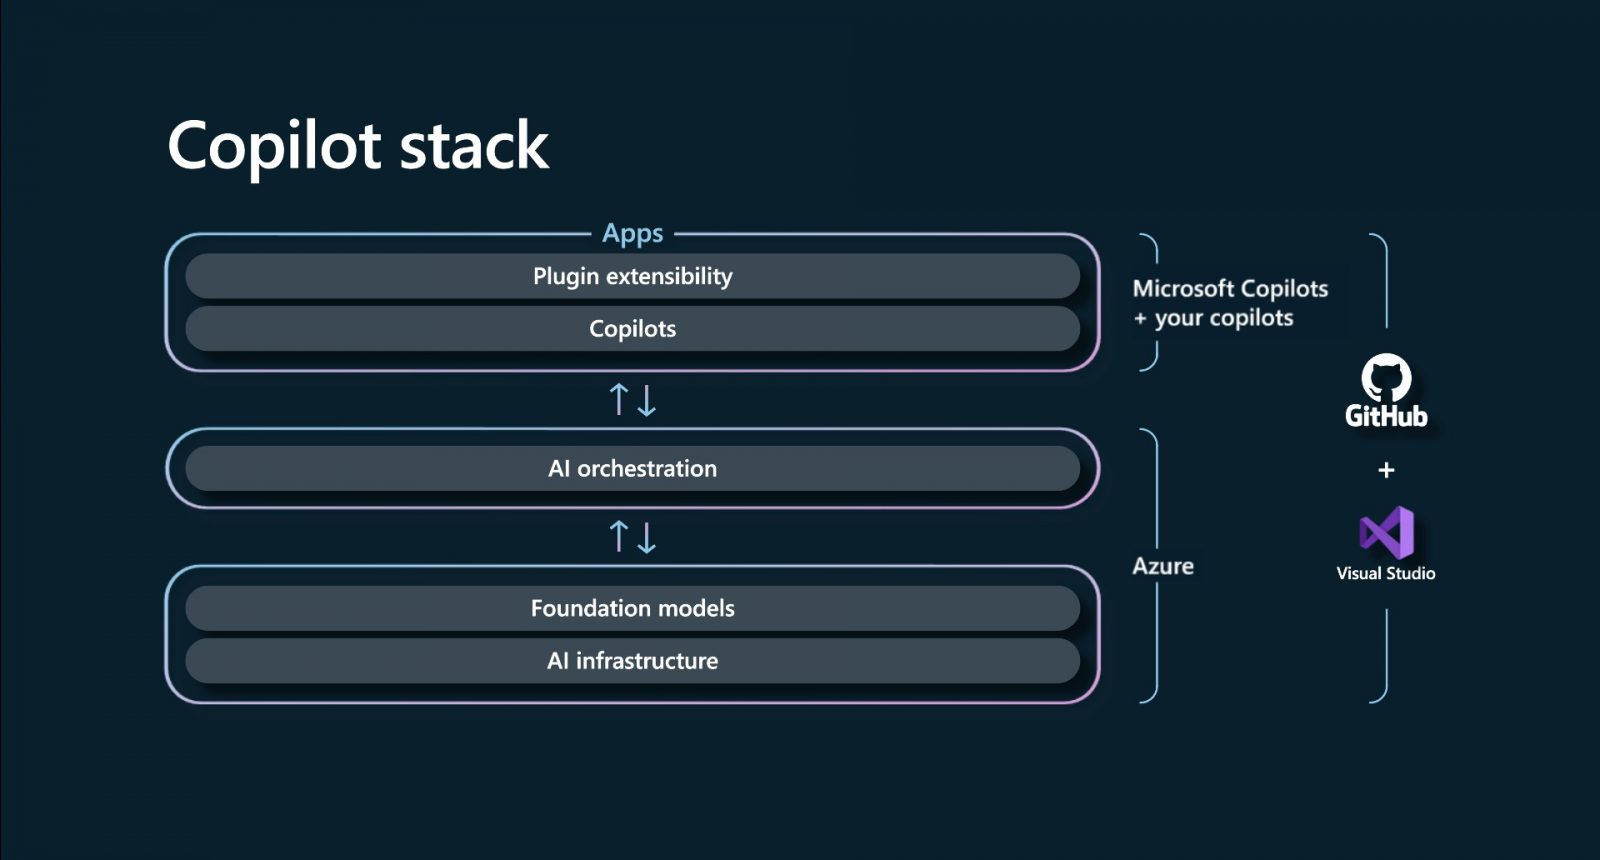 Copilot stack
Apps
Plugin extensibility
Copilots
Microsoft Copilots
+ your copilots
AI orchestration
Foundation models
AI infrastructure
Azure
GitHub
+
Visual Studio